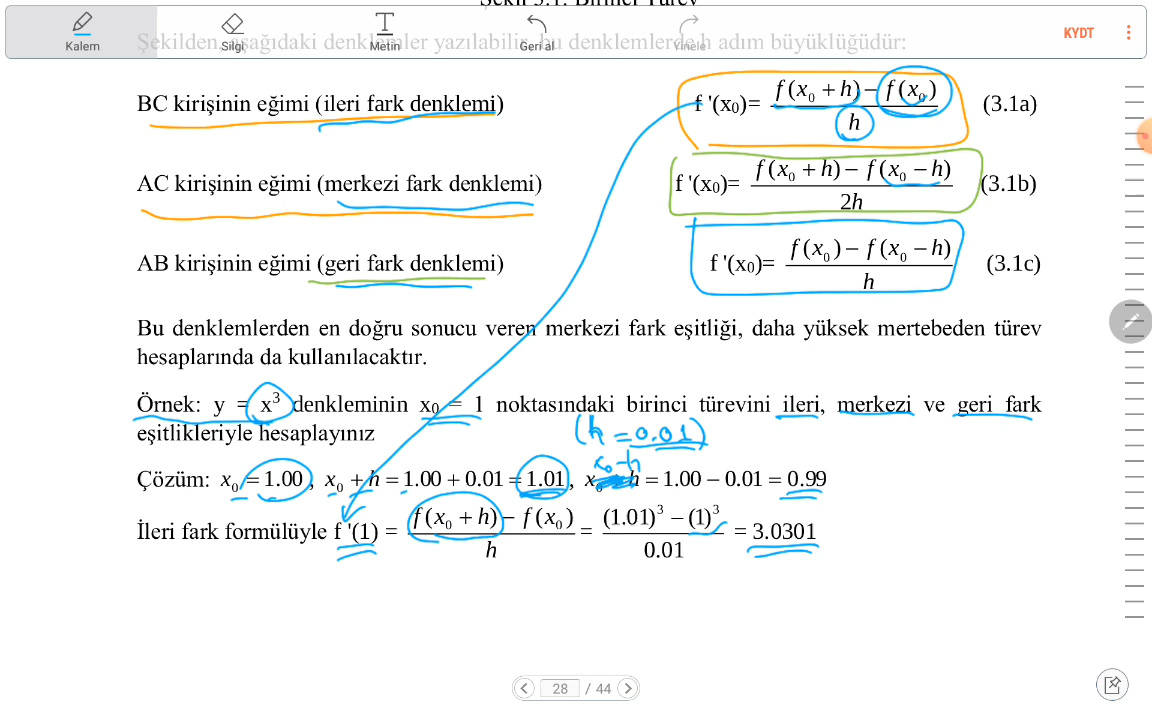 Şekil 3.1. Birinci Türev
Kalem
Silgi
Metin
Geri al
Yinele
KYDT
Şekilden, aşağıdaki denklemler yazılabilir, bu denklemlerde h adım büyüklüğüdür:
BC kirişinin eğimi (ileri fark denklemi) f '(x₀)= f(x₀ + h) − f(x₀) / h (3.1a)
AC kirişinin eğimi (merkezi fark denklemi) f '(x₀)= f(x₀ + h) − f(x₀ − h) / 2h (3.1b)
AB kirişinin eğimi (geri fark denklemi) f '(x₀)= f(x₀) − f(x₀ − h) / h (3.1c)
Bu denklemlerden en doğru sonucu veren merkezi fark eşitliği, daha yüksek mertebeden türev
hesaplarında da kullanılacaktır.
Örnek: y = x³ denkleminin x₀ = 1 noktasındaki birinci türevini ileri, merkezi ve geri fark
eşitlikleriyle hesaplayınız (h = 0.01)
x₀-h
Çözüm: x₀ = 1.00, x₀ + h = 1.00 + 0.01 = 1.01, x₀ h = 1.00 − 0.01 = 0.99
İleri fark formülüyle f '(1) = f(x₀ + h) − f(x₀) / h = (1.01)³ − (1)³ / 0.01 = 3.0301
28 / 44